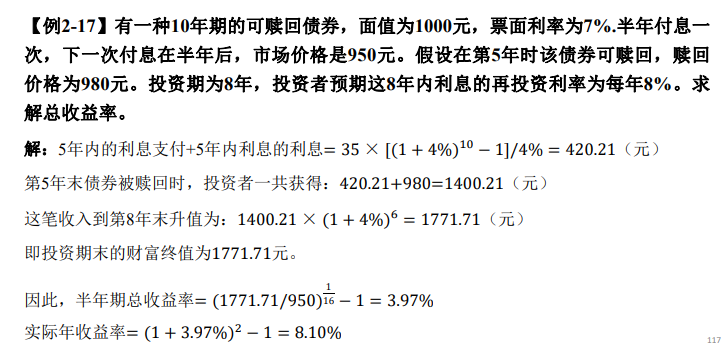 【例2-17】有一种10年期的可赎回债券，面值为1000元，票面利率为7%.半年付息一
次，下一次付息在半年后，市场价格是950元。假设在第5年时该债券可赎回，赎回
价格为980元。投资期为8年，投资者预期这8年内利息的再投资利率为每年8%。求
解总收益率。
解：5年内的利息支付+5年内利息的利息= 35 × [(1 + 4%)^10 − 1]/4% = 420.21（元）
第5年末债券被赎回时，投资者一共获得：420.21+980=1400.21（元）
这笔收入到第8年末升值为：1400.21 × (1 + 4%)^6 = 1771.71（元）
即投资期末的财富终值为1771.71元。
因此，半年期总收益率= (1771.71/950)^(1/16) − 1 = 3.97%
实际年收益率= (1 + 3.97%)^2 − 1 = 8.10%
117